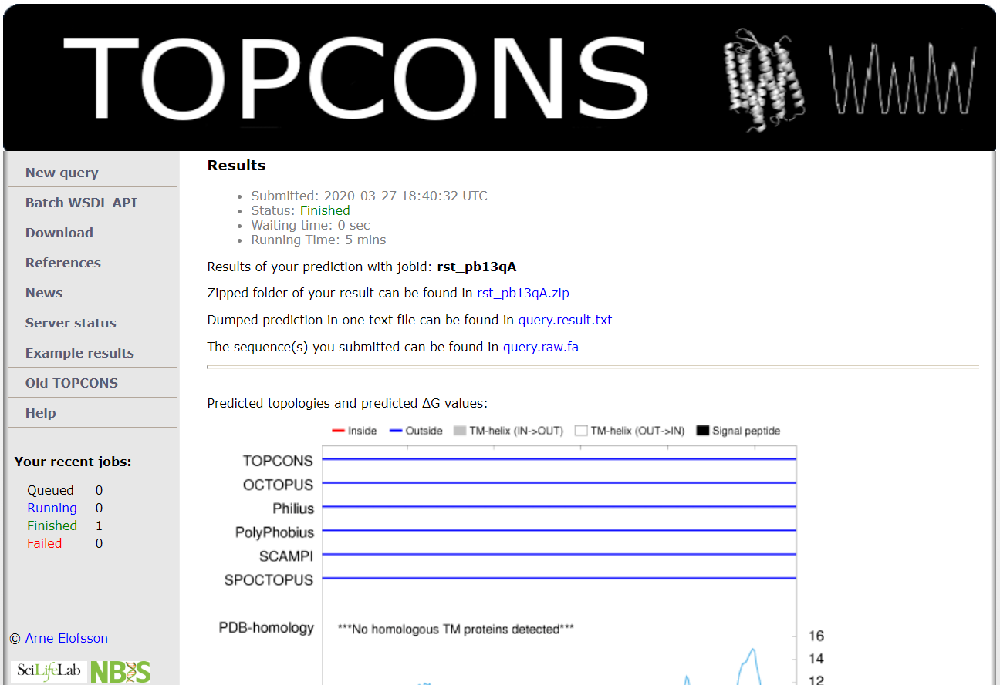 TOPCONS
New query
Batch WSDL API
Download
References
News
Server status
Example results
Old TOPCONS
Help
Your recent jobs:
Queued 0
Running 0
Finished 1
Failed 0
© Arne Elofsson
SciLifeLab NBIS
Results
Submitted: 2020-03-27 18:40:32 UTC
Status: Finished
Waiting time: 0 sec
Running Time: 5 mins
Results of your prediction with jobid: rst_pb13qA
Zipped folder of your result can be found in rst_pb13qA.zip
Dumped prediction in one text file can be found in query.result.txt
The sequence(s) you submitted can be found in query.raw.fa
Predicted topologies and predicted ΔG values:
Inside Outside TM-helix (IN->OUT) TM-helix (OUT->IN) Signal peptide
TOPCONS
OCTOPUS
Philius
PolyPhobius
SCAMPI
SPOCTOPUS
PDB-homology ***No homologous TM proteins detected***
16
14
12